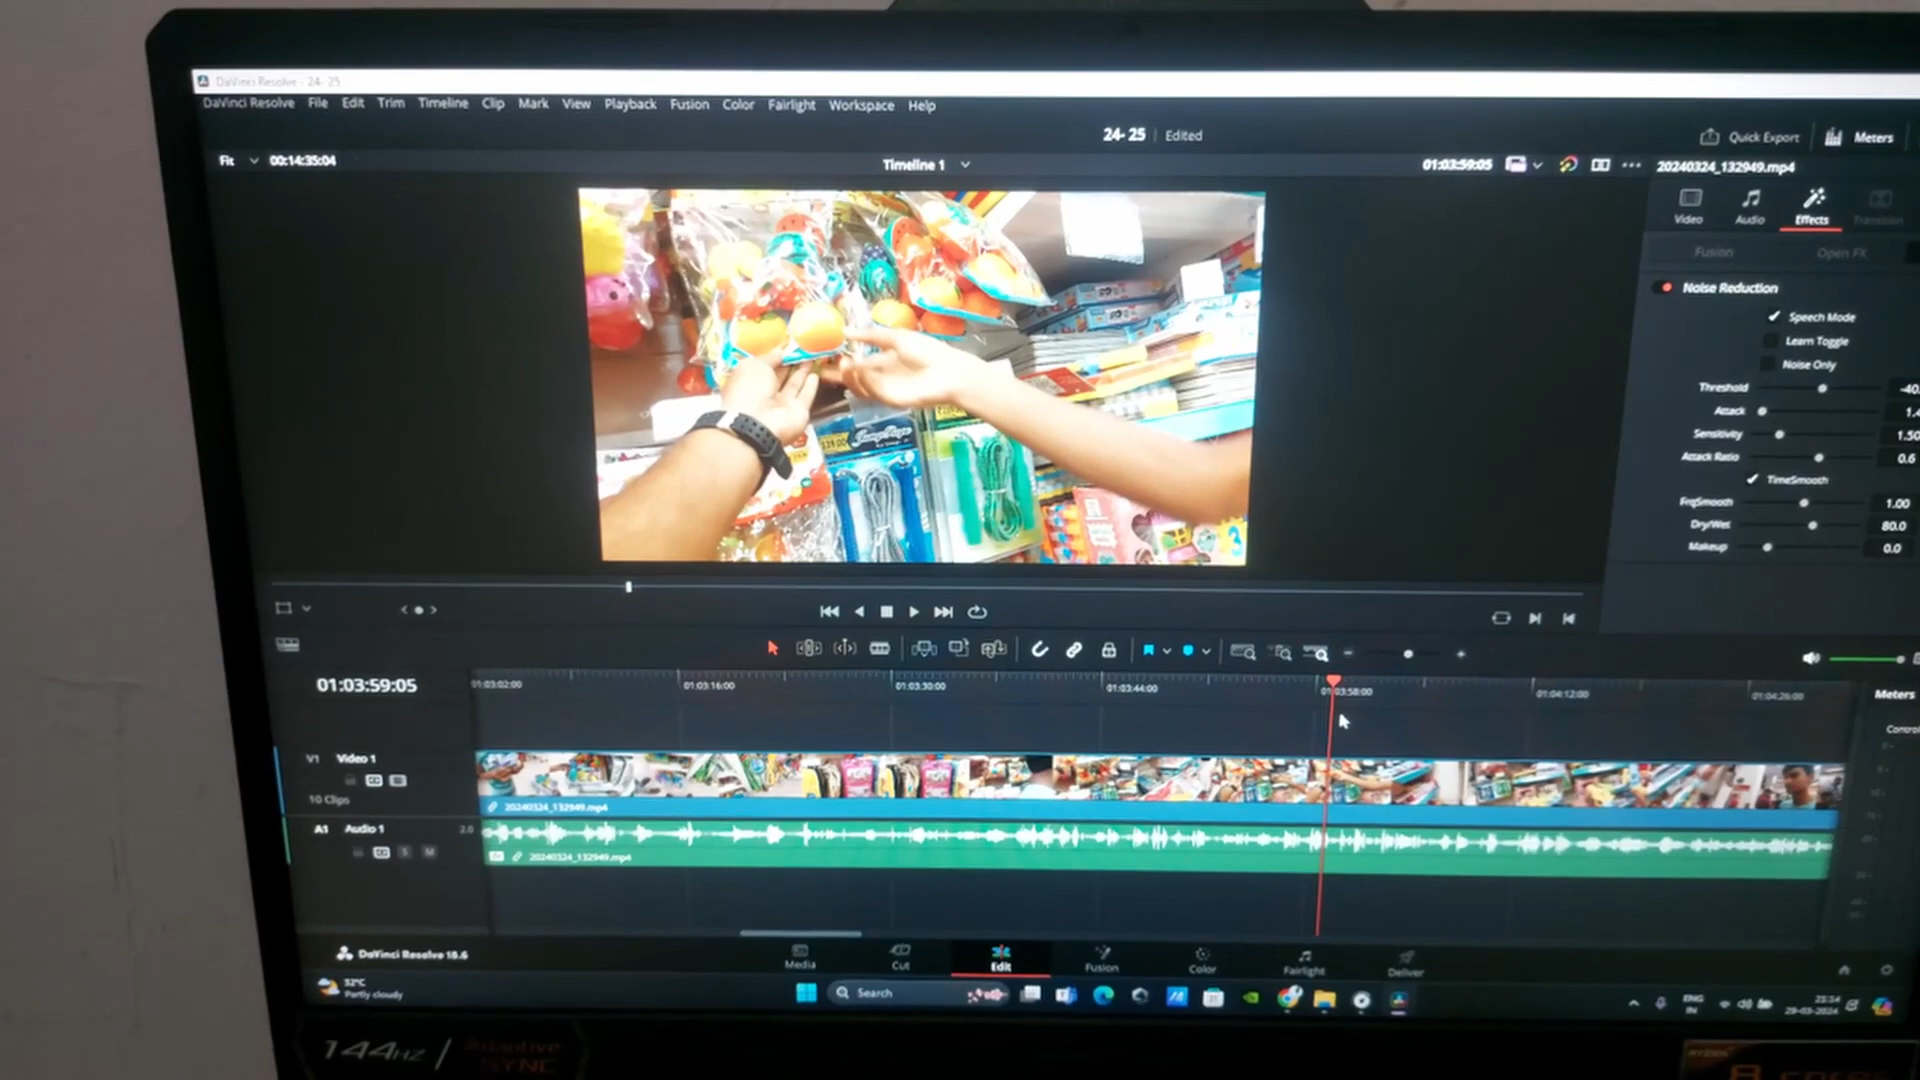 DaVinci Resolve - 24- 25
DaVinci Resolve File Edit Trim Timeline Clip Mark View Playback Fusion Color Fairlight Workspace Help
24- 25 Edited
Quick Export Meters
Fit 00:14:35:04
Timeline 1
01:03:59:05
20240324_132949.mp4
Video Audio Effects Transition
Fusion Open FX
Noise Reduction
Speech Mode
Learn Toggle
Noise Only
Threshold -40.
Attack 1.4
Sensitivity 1.50
Attack Ratio 0.6
TimeSmooth
FrqSmooth 1.00
Dry/Wet 80.0
Makeup 0.0
Jump Rope
01:03:59:05
01:03:02:00 01:03:16:00 01:03:30:00 01:03:44:00 01:03:58:00 01:04:12:00 01:04:26:00
Meters
V1 Video 1
10 Clips
20240324_132949.mp4
A1 Audio 1 2.0
S M
20240324_132949.mp4
DaVinci Resolve 18.6
Media Cut Edit Fusion Color Fairlight Deliver
32°C
Partly cloudy
Search
ENG
IN
29-03-2024
144Hz / Adaptive
SYNC
RYZEN